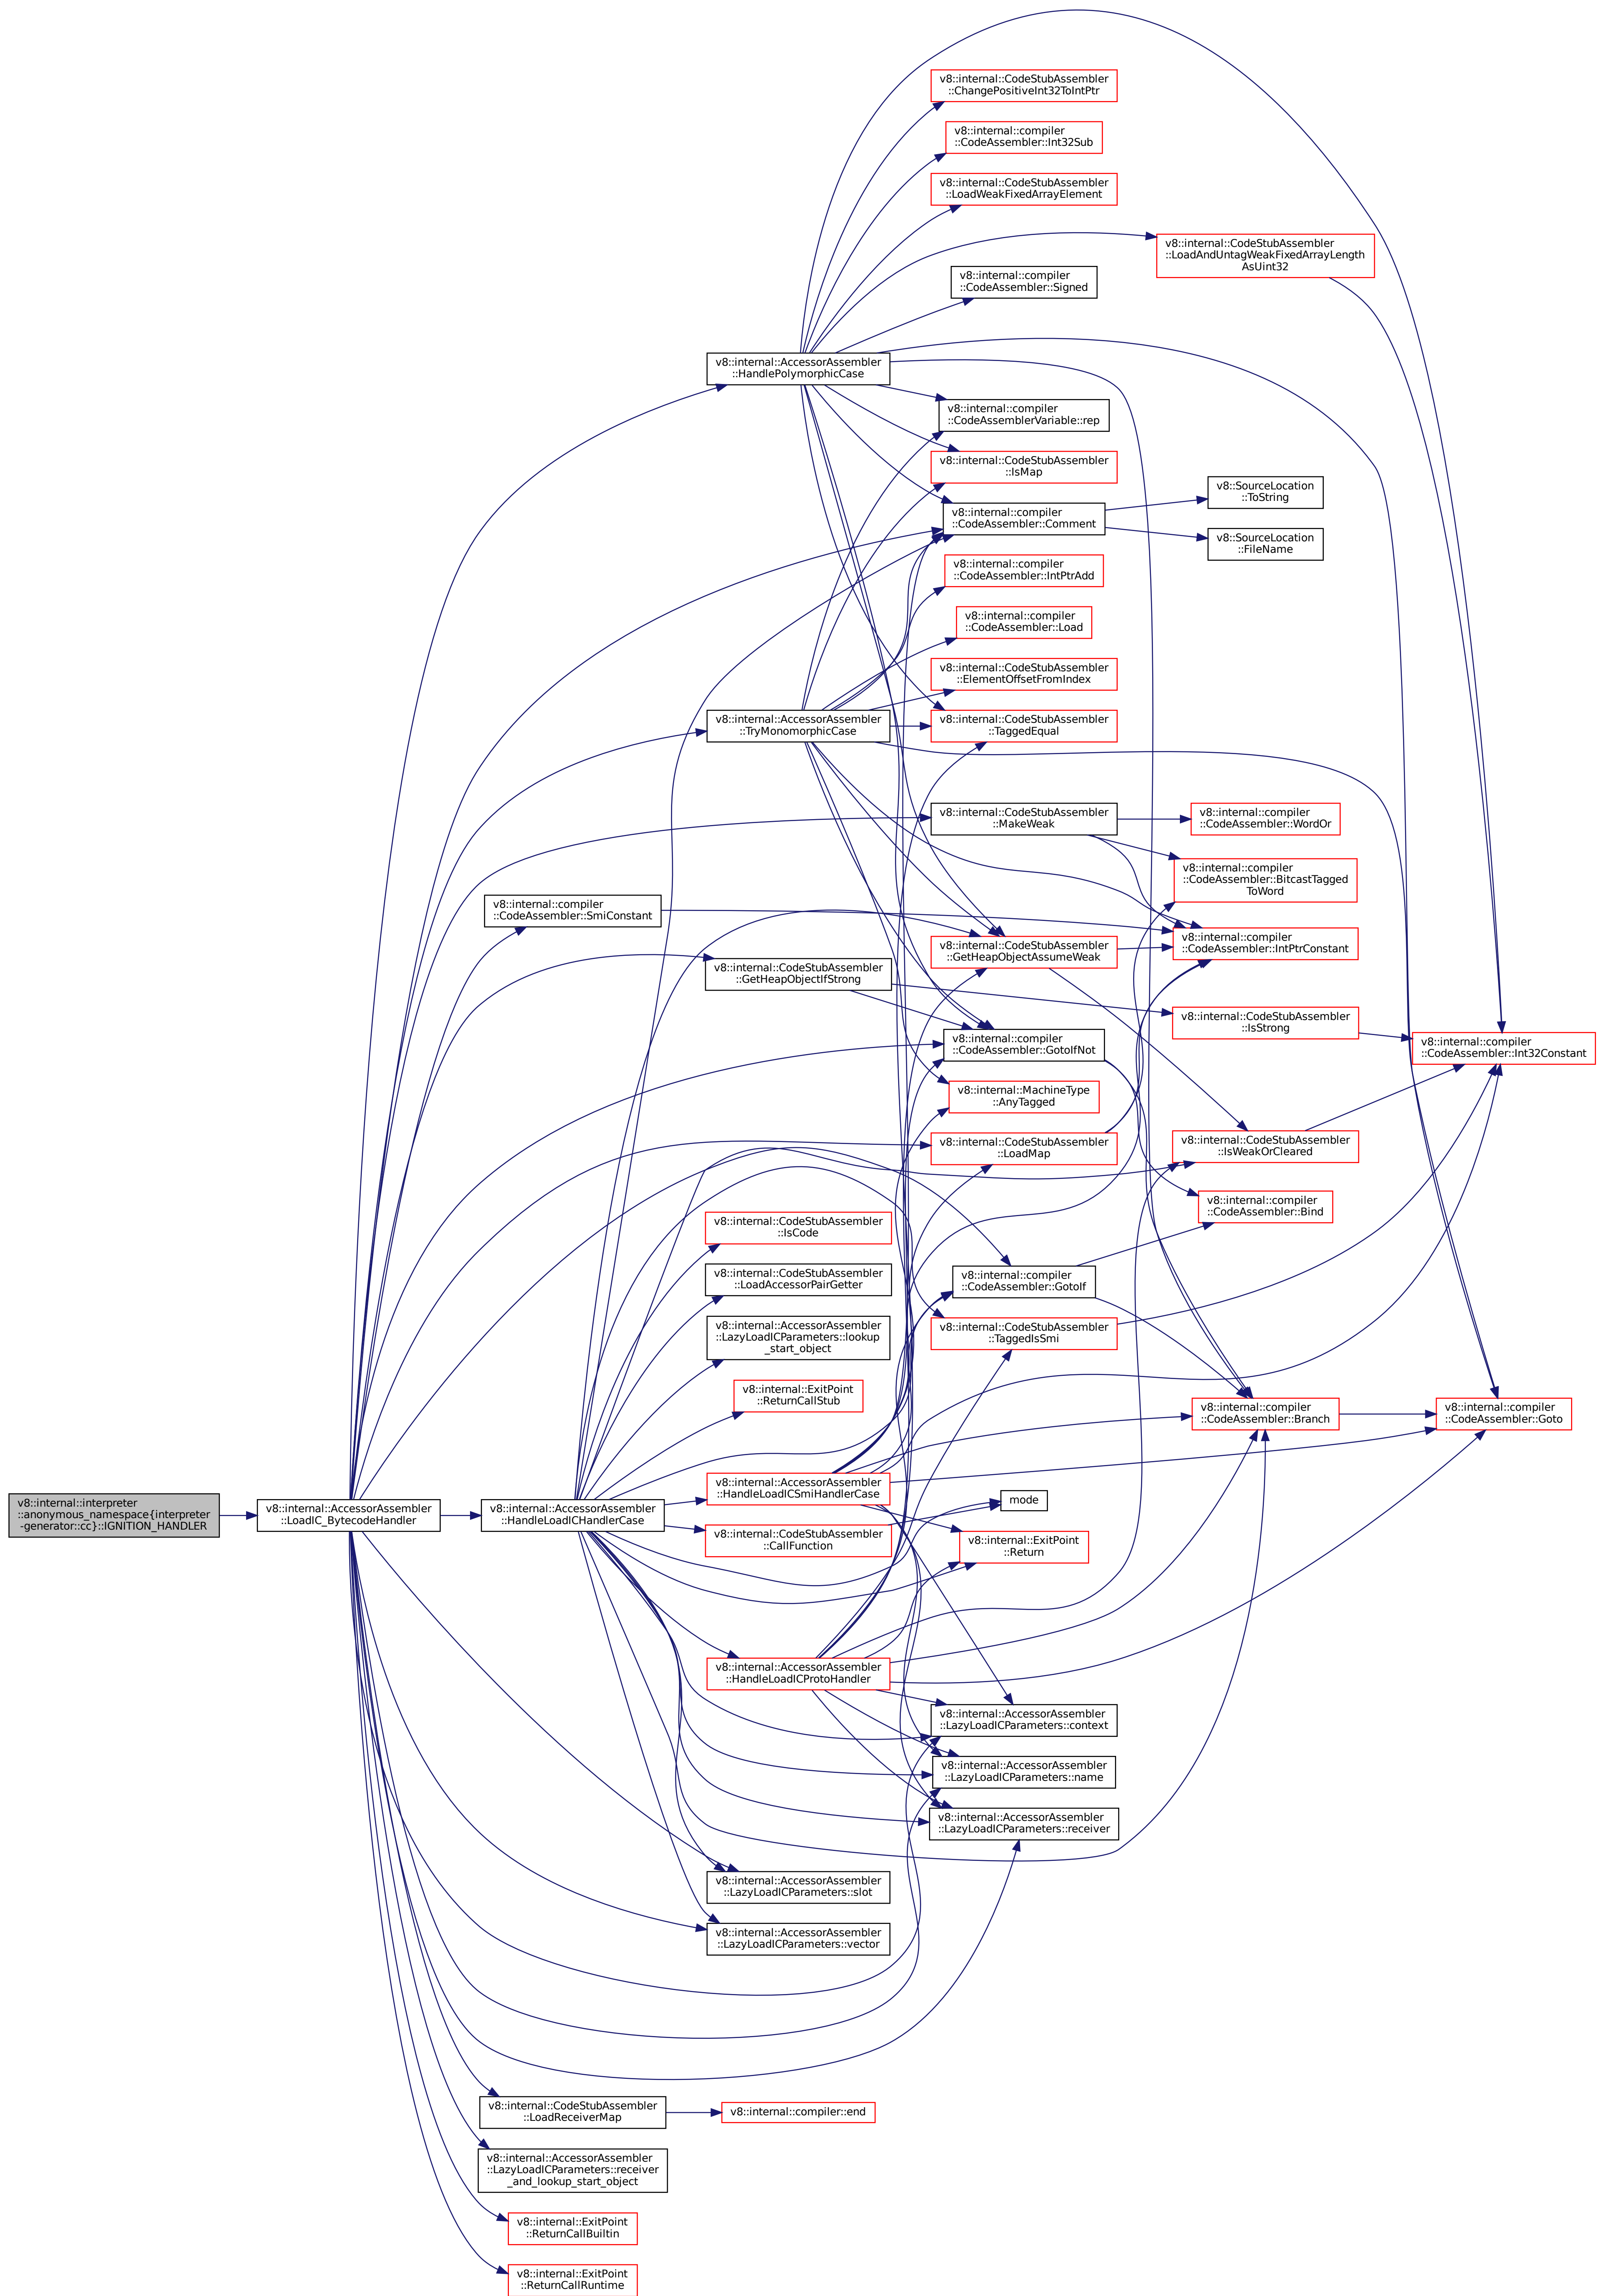 v8::internal::CodeStubAssembler
::ChangePositiveInt32ToIntPtr
v8::internal::compiler
::CodeAssembler::Int32Sub
v8::internal::CodeStubAssembler
::LoadWeakFixedArrayElement
v8::internal::CodeStubAssembler
::LoadAndUntagWeakFixedArrayLength
AsUint32
v8::internal::compiler
::CodeAssembler::Signed
v8::internal::AccessorAssembler
::HandlePolymorphicCase
v8::internal::compiler
::CodeAssemblerVariable::rep
v8::internal::CodeStubAssembler
::IsMap
v8::SourceLocation
::ToString
v8::internal::compiler
::CodeAssembler::Comment
v8::SourceLocation
::FileName
v8::internal::compiler
::CodeAssembler::IntPtrAdd
v8::internal::compiler
::CodeAssembler::Load
v8::internal::CodeStubAssembler
::ElementOffsetFromIndex
v8::internal::AccessorAssembler
::TryMonomorphicCase
v8::internal::CodeStubAssembler
::TaggedEqual
v8::internal::CodeStubAssembler
::MakeWeak
v8::internal::compiler
::CodeAssembler::WordOr
v8::internal::compiler
::CodeAssembler::BitcastTagged
ToWord
v8::internal::compiler
::CodeAssembler::SmiConstant
v8::internal::compiler
::CodeAssembler::IntPtrConstant
v8::internal::CodeStubAssembler
::GetHeapObjectAssumeWeak
v8::internal::CodeStubAssembler
::GetHeapObjectIfStrong
v8::internal::CodeStubAssembler
::IsStrong
v8::internal::compiler
::CodeAssembler::GotoIfNot
v8::internal::compiler
::CodeAssembler::Int32Constant
v8::internal::MachineType
::AnyTagged
v8::internal::CodeStubAssembler
::LoadMap
v8::internal::CodeStubAssembler
::IsWeakOrCleared
v8::internal::compiler
::CodeAssembler::Bind
v8::internal::CodeStubAssembler
::IsCode
v8::internal::CodeStubAssembler
::LoadAccessorPairGetter
v8::internal::compiler
::CodeAssembler::GotoIf
v8::internal::AccessorAssembler
::LazyLoadICParameters::lookup
_start_object
v8::internal::CodeStubAssembler
::TaggedIsSmi
v8::internal::ExitPoint
::ReturnCallStub
v8::internal::compiler
::CodeAssembler::Branch
v8::internal::compiler
::CodeAssembler::Goto
v8::internal::AccessorAssembler
::HandleLoadICSmiHandlerCase
mode
v8::internal::interpreter
::anonymous_namespace{interpreter
-generator::cc}::IGNITION_HANDLER
v8::internal::AccessorAssembler
::LoadIC_BytecodeHandler
v8::internal::AccessorAssembler
::HandleLoadICHandlerCase
v8::internal::CodeStubAssembler
::CallFunction
v8::internal::ExitPoint
::Return
v8::internal::AccessorAssembler
::HandleLoadICProtoHandler
v8::internal::AccessorAssembler
::LazyLoadICParameters::context
v8::internal::AccessorAssembler
::LazyLoadICParameters::name
v8::internal::AccessorAssembler
::LazyLoadICParameters::receiver
v8::internal::AccessorAssembler
::LazyLoadICParameters::slot
v8::internal::AccessorAssembler
::LazyLoadICParameters::vector
v8::internal::CodeStubAssembler
::LoadReceiverMap
v8::internal::compiler::end
v8::internal::AccessorAssembler
::LazyLoadICParameters::receiver
_and_lookup_start_object
v8::internal::ExitPoint
::ReturnCallBuiltin
v8::internal::ExitPoint
::ReturnCallRuntime